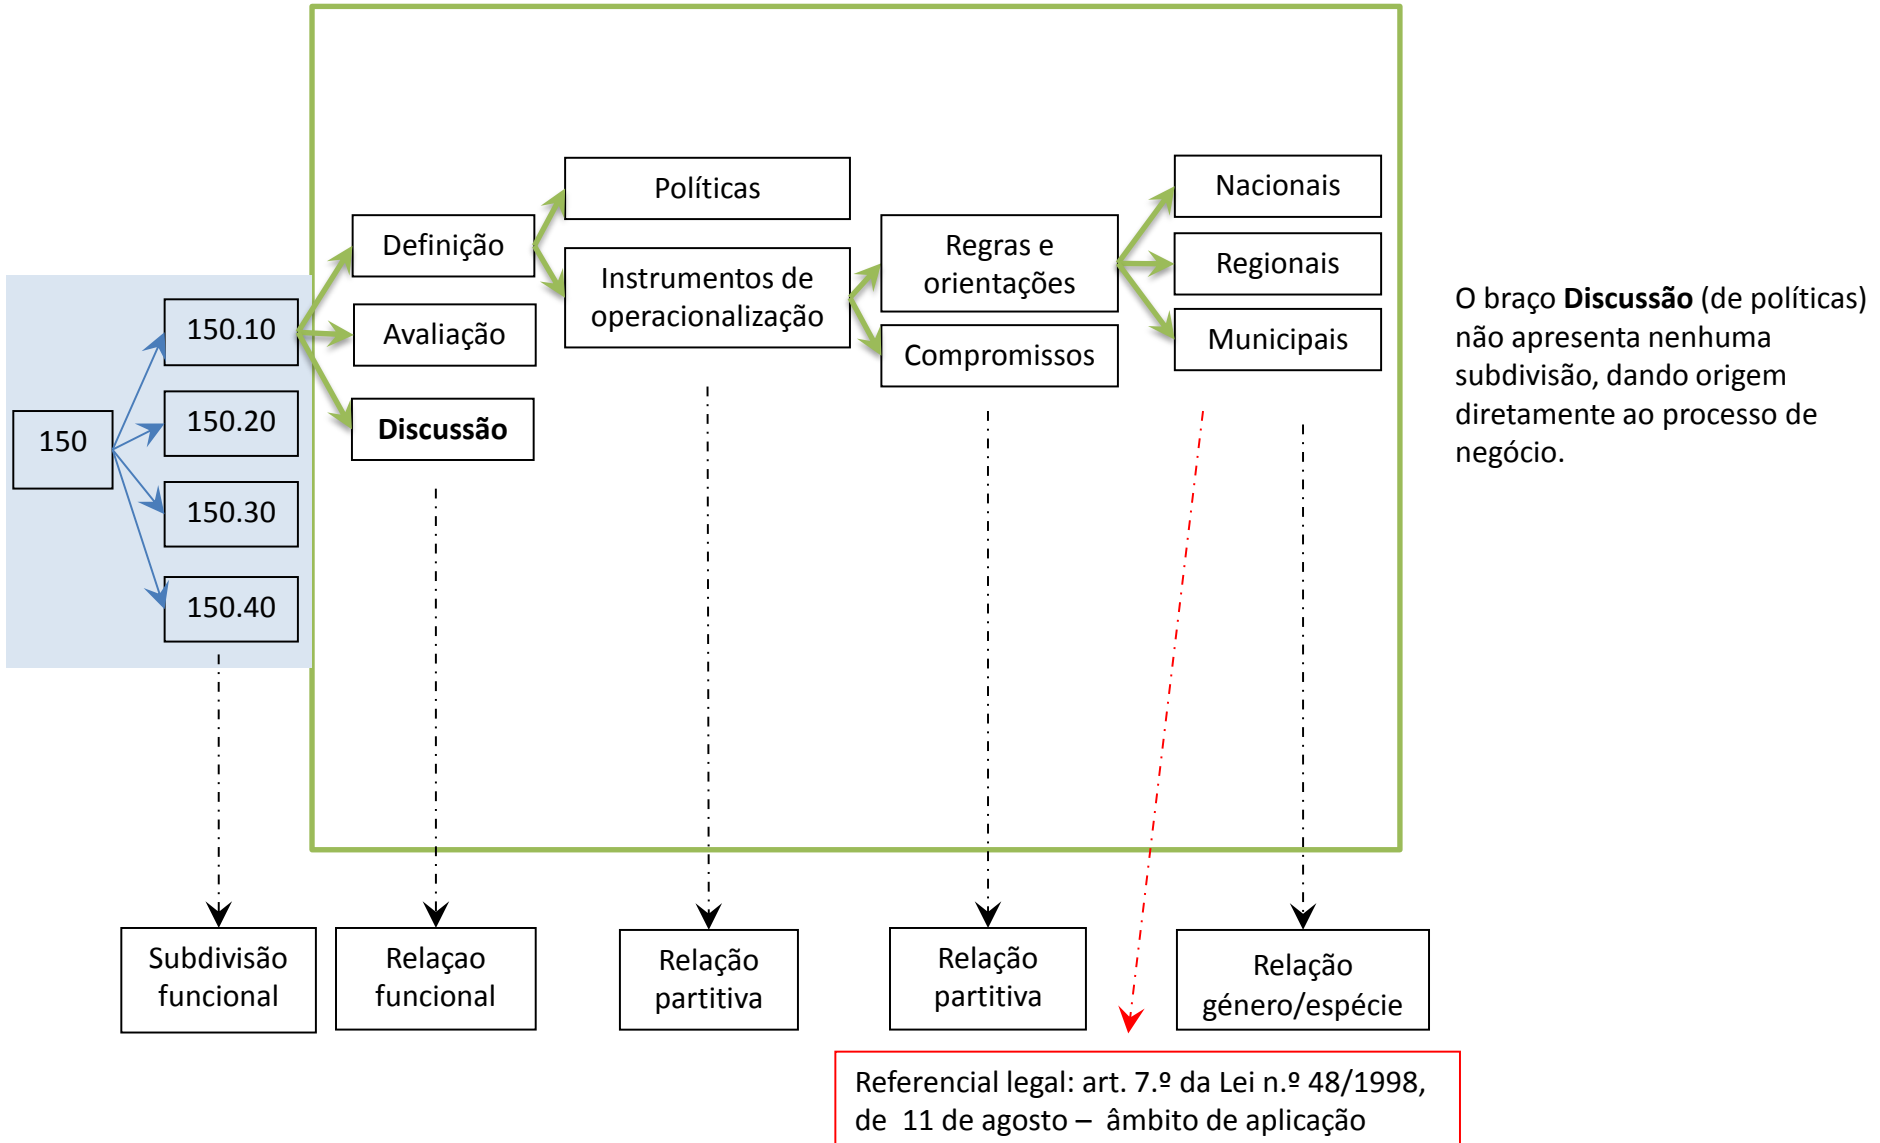 150
150.10
150.20
150.30
150.40
Definição
Avaliação
Discussão
Políticas
Instrumentos de
operacionalização
Regras e
orientações
Compromissos
Nacionais
Regionais
Municipais
O braço Discussão (de políticas)
não apresenta nenhuma
subdivisão, dando origem
diretamente ao processo de
negócio.
Subdivisão
funcional
Relaçao
funcional
Relação
partitiva
Relação
partitiva
Relação
género/espécie
Referencial legal: art. 7.º da Lei n.º 48/1998,
de 11 de agosto – âmbito de aplicação